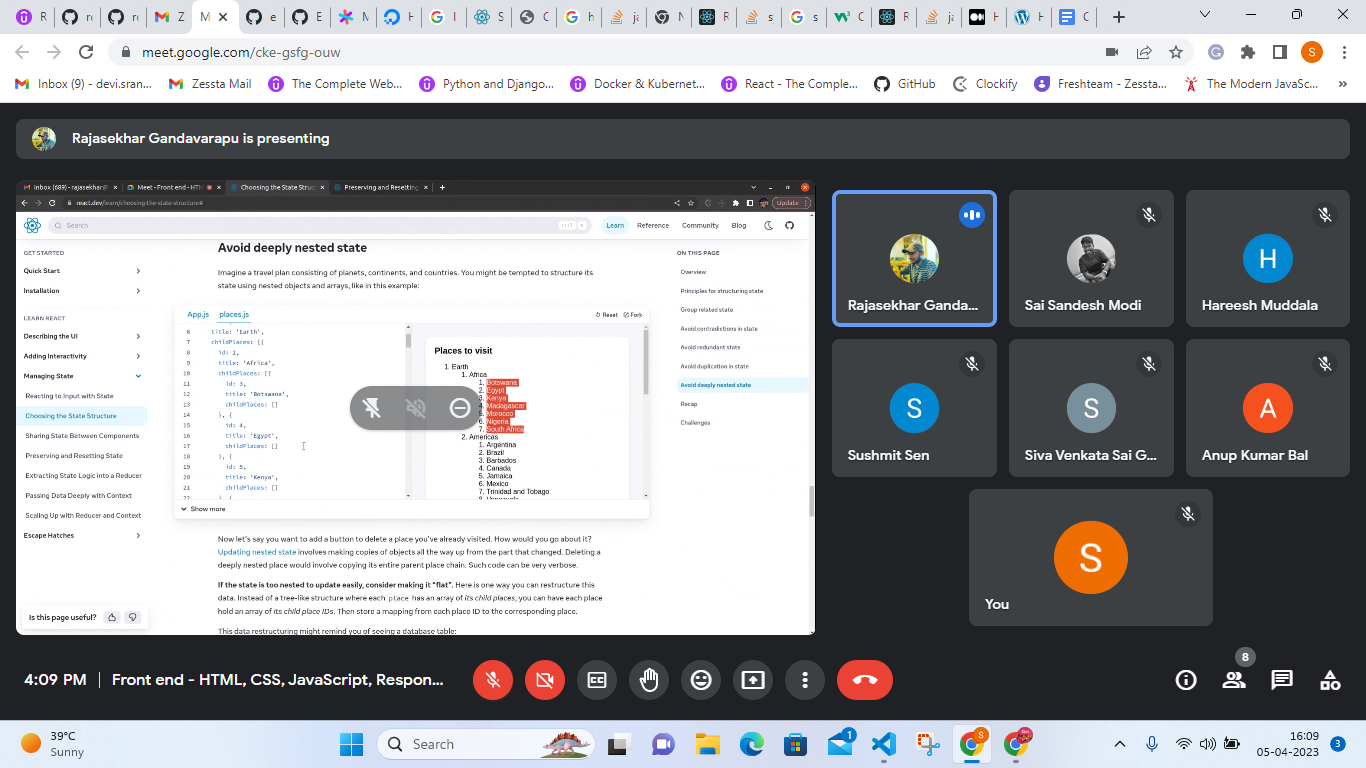 meet.google.com/cke-gsfg-ouw
S
Inbox (9) - devi.sran...
Zessta Mail
The Complete Web...
Python and Django...
Docker & Kubernet...
React - The Comple...
GitHub
Clockify
Freshteam - Zessta...
The Modern JavaSc...
Rajasekhar Gandavarapu is presenting
Inbox (689) - rajasekhar@
Meet - Front end - HT
Choosing the State Struc
Preserving and Resetting
react.dev/learn/choosing-the-state-structure#
Update
Search
Learn
Reference
Community
Blog
GET STARTED
Quick Start
Installation
LEARN REACT
Describing the UI
Adding Interactivity
Managing State
Reacting to Input with State
Choosing the State Structure
Sharing State Between Components
Preserving and Resetting State
Extracting State Logic into a Reducer
Passing Data Deeply with Context
Scaling Up with Reducer and Context
Escape Hatches
Is this page useful?
Avoid deeply nested state
Imagine a travel plan consisting of planets, continents, and countries. You might be tempted to structure its
state using nested objects and arrays, like in this example:
App.js places.js
Reset Fork
6 title: 'Earth',
7 childPlaces: [{
8 id: 2,
9 title: 'Africa',
10 childPlaces: [{
11 id: 3,
12 title: 'Botswana',
13 childPlaces: []
14 }, {
15 id: 4,
16 title: 'Egypt',
17 childPlaces: []
18 }, {
19 id: 5,
20 title: 'Kenya',
21 childPlaces: []
22 }, {
Places to visit
1. Earth
1. Africa
1. Botswana
2. Egypt
3. Kenya
4. Madagascar
5. Morocco
6. Nigeria
7. South Africa
2. Americas
1. Argentina
2. Brazil
3. Barbados
4. Canada
5. Jamaica
6. Mexico
7. Trinidad and Tobago
8. Venezuela
Show more
Now let's say you want to add a button to delete a place you've already visited. How would you go about it?
Updating nested state involves making copies of objects all the way up from the part that changed. Deleting a
deeply nested place would involve copying its entire parent place chain. Such code can be very verbose.
If the state is too nested to update easily, consider making it "flat". Here is one way you can restructure this
data. Instead of a tree-like structure where each place has an array of its child places, you can have each place
hold an array of its child place IDs. Then store a mapping from each place ID to the corresponding place.
This data restructuring might remind you of seeing a database table:
ON THIS PAGE
Overview
Principles for structuring state
Group related state
Avoid contradictions in state
Avoid redundant state
Avoid duplication in state
Avoid deeply nested state
Recap
Challenges
Rajasekhar Ganda...
Sai Sandesh Modi
H
Hareesh Muddala
S
Sushmit Sen
S
Siva Venkata Sai G...
A
Anup Kumar Bal
S
You
4:09 PM | Front end - HTML, CSS, JavaScript, Respon...
8
39°C
Sunny
Search
1
16:09
05-04-2023
3